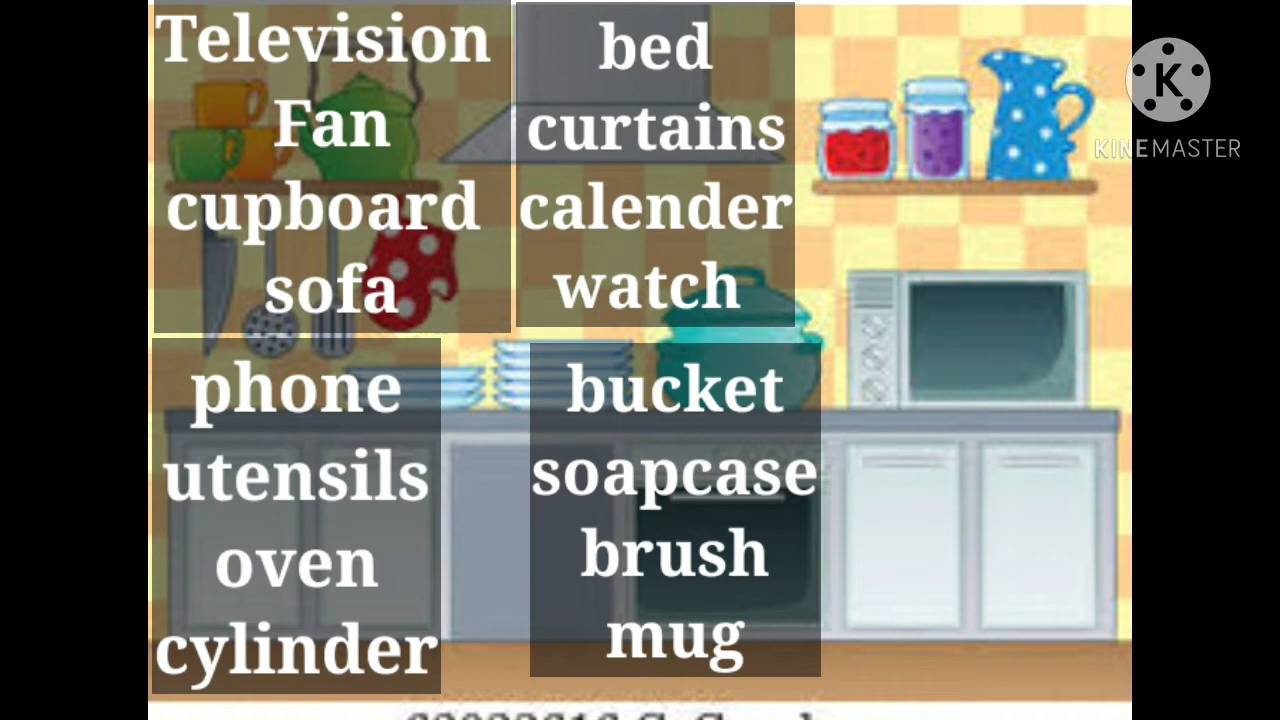 Television
Fan
cupboard
sofa
bed
curtains
calender
watch
phone
utensils
oven
cylinder
bucket
soapcase
brush
mug
KINEMASTER